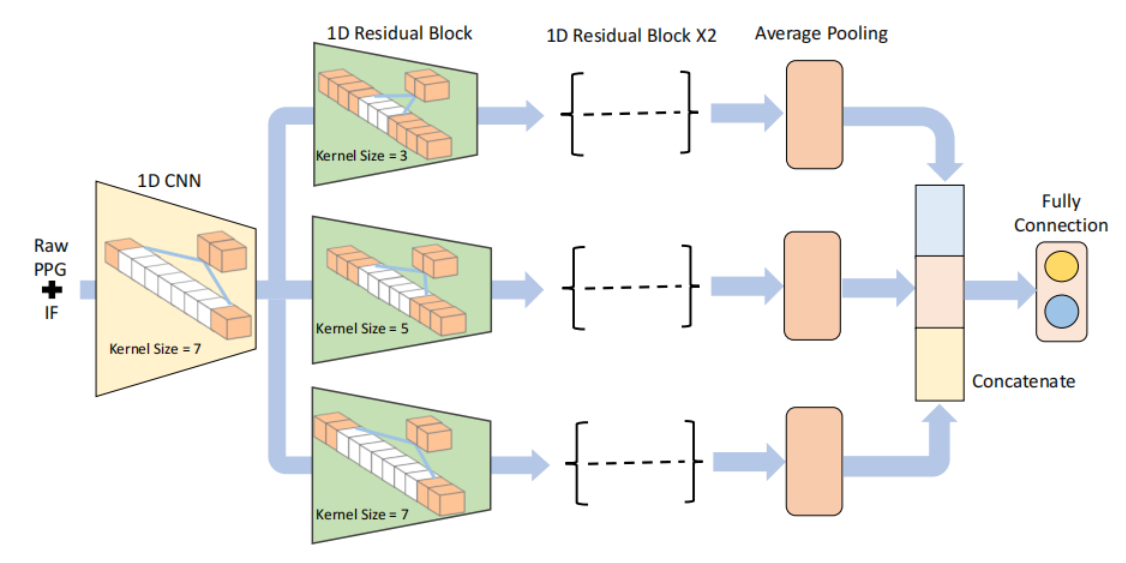 1D Residual Block
1D Residual Block X2
Average Pooling
Kernel Size = 3
1D CNN
Raw
PPG
+
IF
Kernel Size = 7
Kernel Size = 5
Fully
Connection
Concatenate
Kernel Size = 7